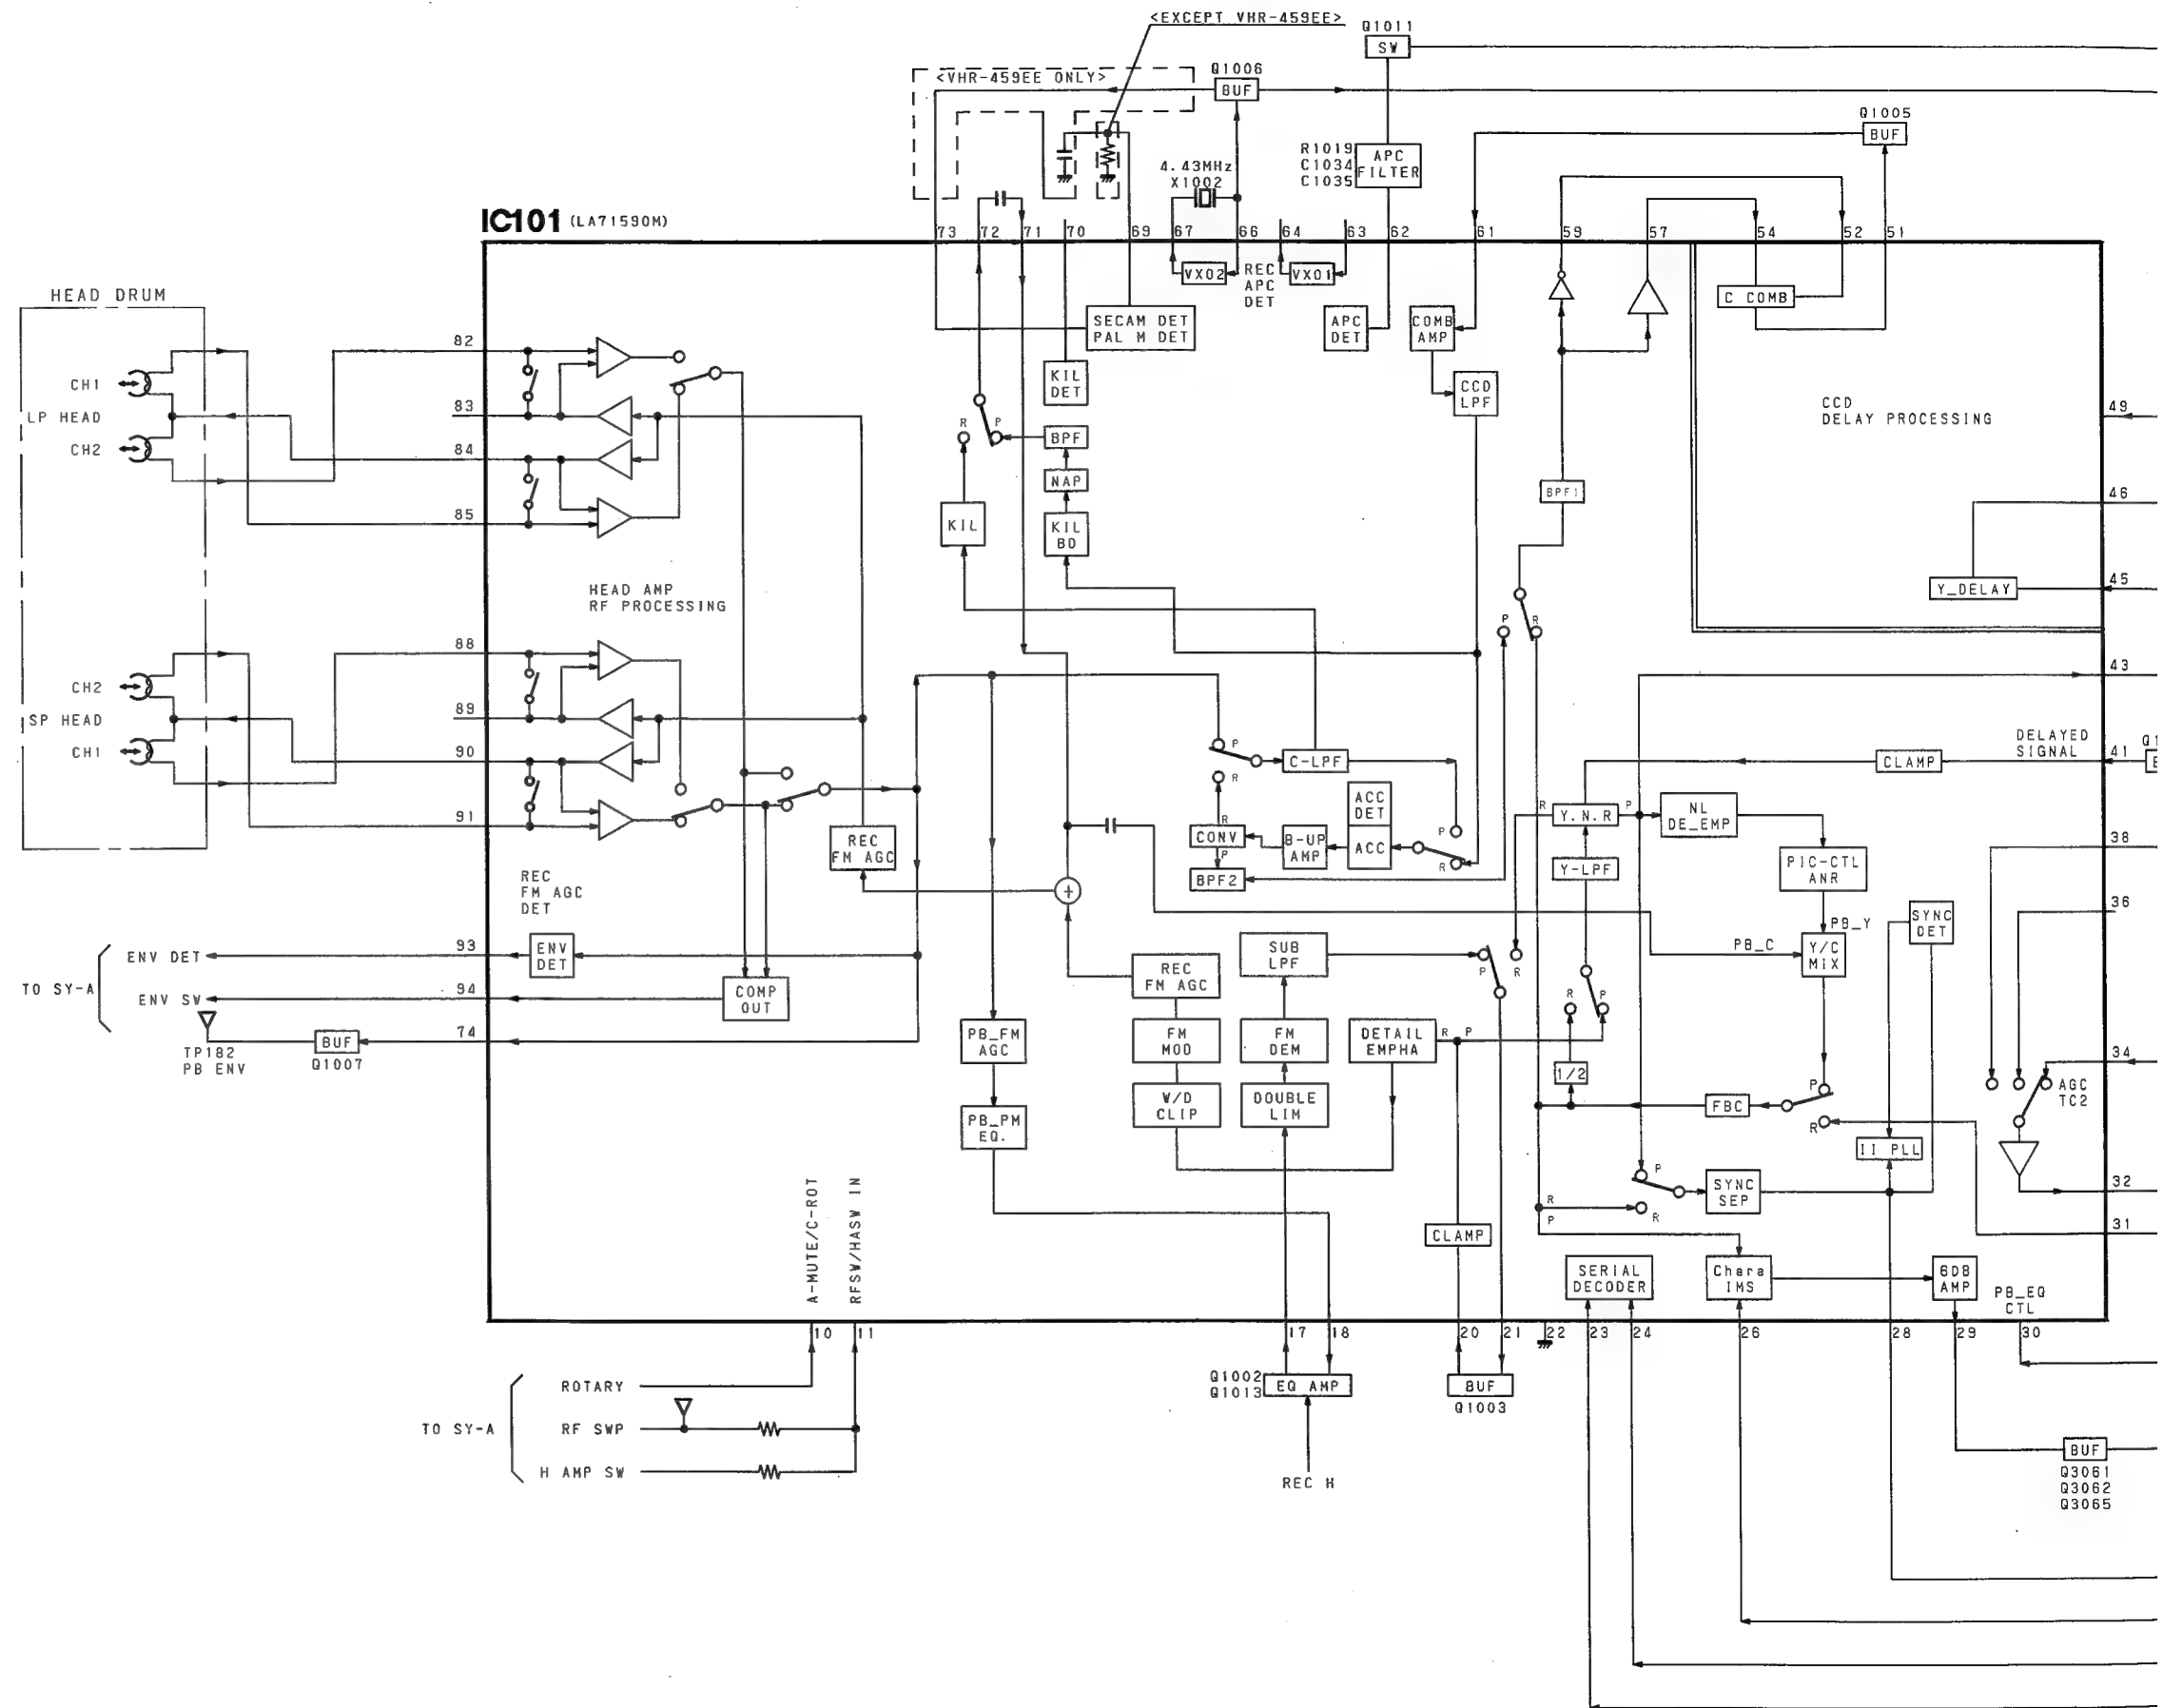 <EXCEPT VHR-459EE>
Q1011
SW
<VHR-459EE ONLY>
Q1006
BUF
Q1005
BUF
4.43MHz
X1002
R1019
C1034
C1035
APC
FILTER
IC101 (LA71590M)
73
72
71
70
69
67
66
64
63
62
61
59
57
54
52
51
VX02
REC
APC
DET
VX01
HEAD DRUM
CH1
LP HEAD
CH2
CH2
SP HEAD
CH1
82
83
84
85
88
89
90
91
93
94
74
SECAM DET
PAL M DET
APC
DET
COMB
AMP
C COMB
KIL
DET
CCD
LPF
CCD
DELAY PROCESSING
49
46
45
43
41
38
36
34
32
31
R
P
BPF
NAP
KIL
KIL
BD
BPF1
Y_DELAY
HEAD AMP
RF PROCESSING
P
R
DELAYED
SIGNAL
CLAMP
Q1
P
R
C-LPF
ACC
DET
ACC
B-UP
AMP
CONV
R
P
BPF2
P
R
R
Y.N.R
P
NL
DE_EMP
Y-LPF
PIC-CTL
ANR
REC
FM AGC
REC
FM AGC
DET
PB_Y
PB_C
Y/C
MIX
SYNC
DET
ENV DET
ENV
DET
TO SY-A
ENV SW
COMP
OUT
TP182
PB ENV
BUF
Q1007
SUB
LPF
P
R
REC
FM AGC
PB_FM
AGC
FM
MOD
FM
DEM
DETAIL
EMPHA
R
P
R
P
1/2
W/D
CLIP
DOUBLE
LIM
PB_PM
EQ.
FBC
P
R
AGC
TC2
II PLL
P
R
SYNC
SEP
R
P
CLAMP
SERIAL
DECODER
Chara
IMS
6DB
AMP
PB_EQ
CTL
A-MUTE/C-ROT
RFSW/HASW IN
10
11
17
18
20
21
22
23
24
26
28
29
30
TO SY-A
ROTARY
RF SWP
H AMP SW
Q1002
Q1013
EQ AMP
BUF
Q1003
REC H
BUF
Q3061
Q3062
Q3065